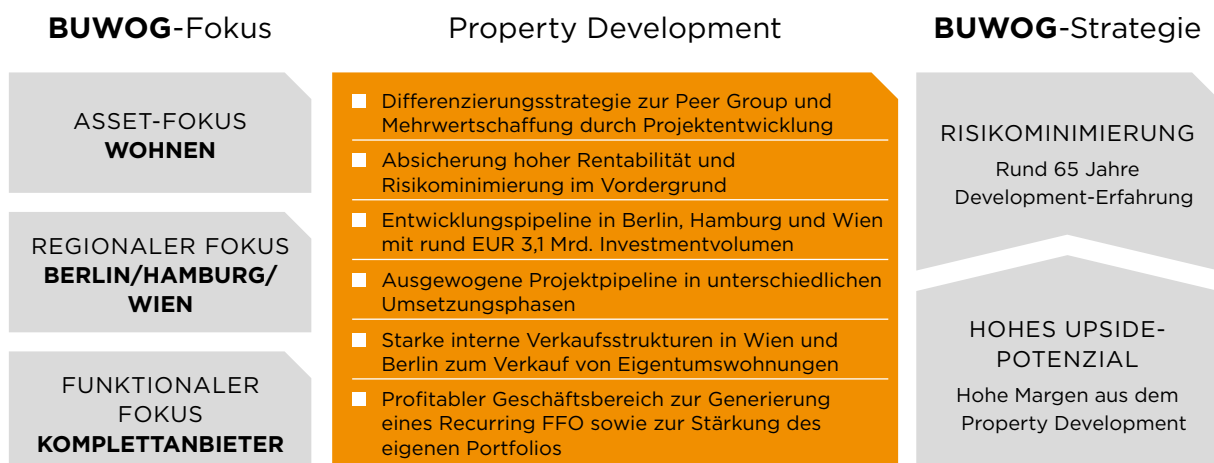 BUWOG-Fokus
ASSET-FOKUS
WOHNEN
REGIONALER FOKUS
BERLIN/HAMBURG/
WIEN
FUNKTIONALER
FOKUS
KOMPLETTANBIETER
Property Development
Differenzierungsstrategie zur Peer Group und
Mehrwertschaffung durch Projektentwicklung
Absicherung hoher Rentabilität und
Risikominimierung im Vordergrund
Entwicklungspipeline in Berlin, Hamburg und Wien
mit rund EUR 3,1 Mrd. Investmentvolumen
Ausgewogene Projektpipeline in unterschiedlichen
Umsetzungsphasen
Starke interne Verkaufsstrukturen in Wien und
Berlin zum Verkauf von Eigentumswohnungen
Profitabler Geschäftsbereich zur Generierung
eines Recurring FFO sowie zur Stärkung des
eigenen Portfolios
BUWOG-Strategie
RISIKOMINIMIERUNG
Rund 65 Jahre
Development-Erfahrung
HOHES UPSIDE-
POTENZIAL
Hohe Margen aus dem
Property Development